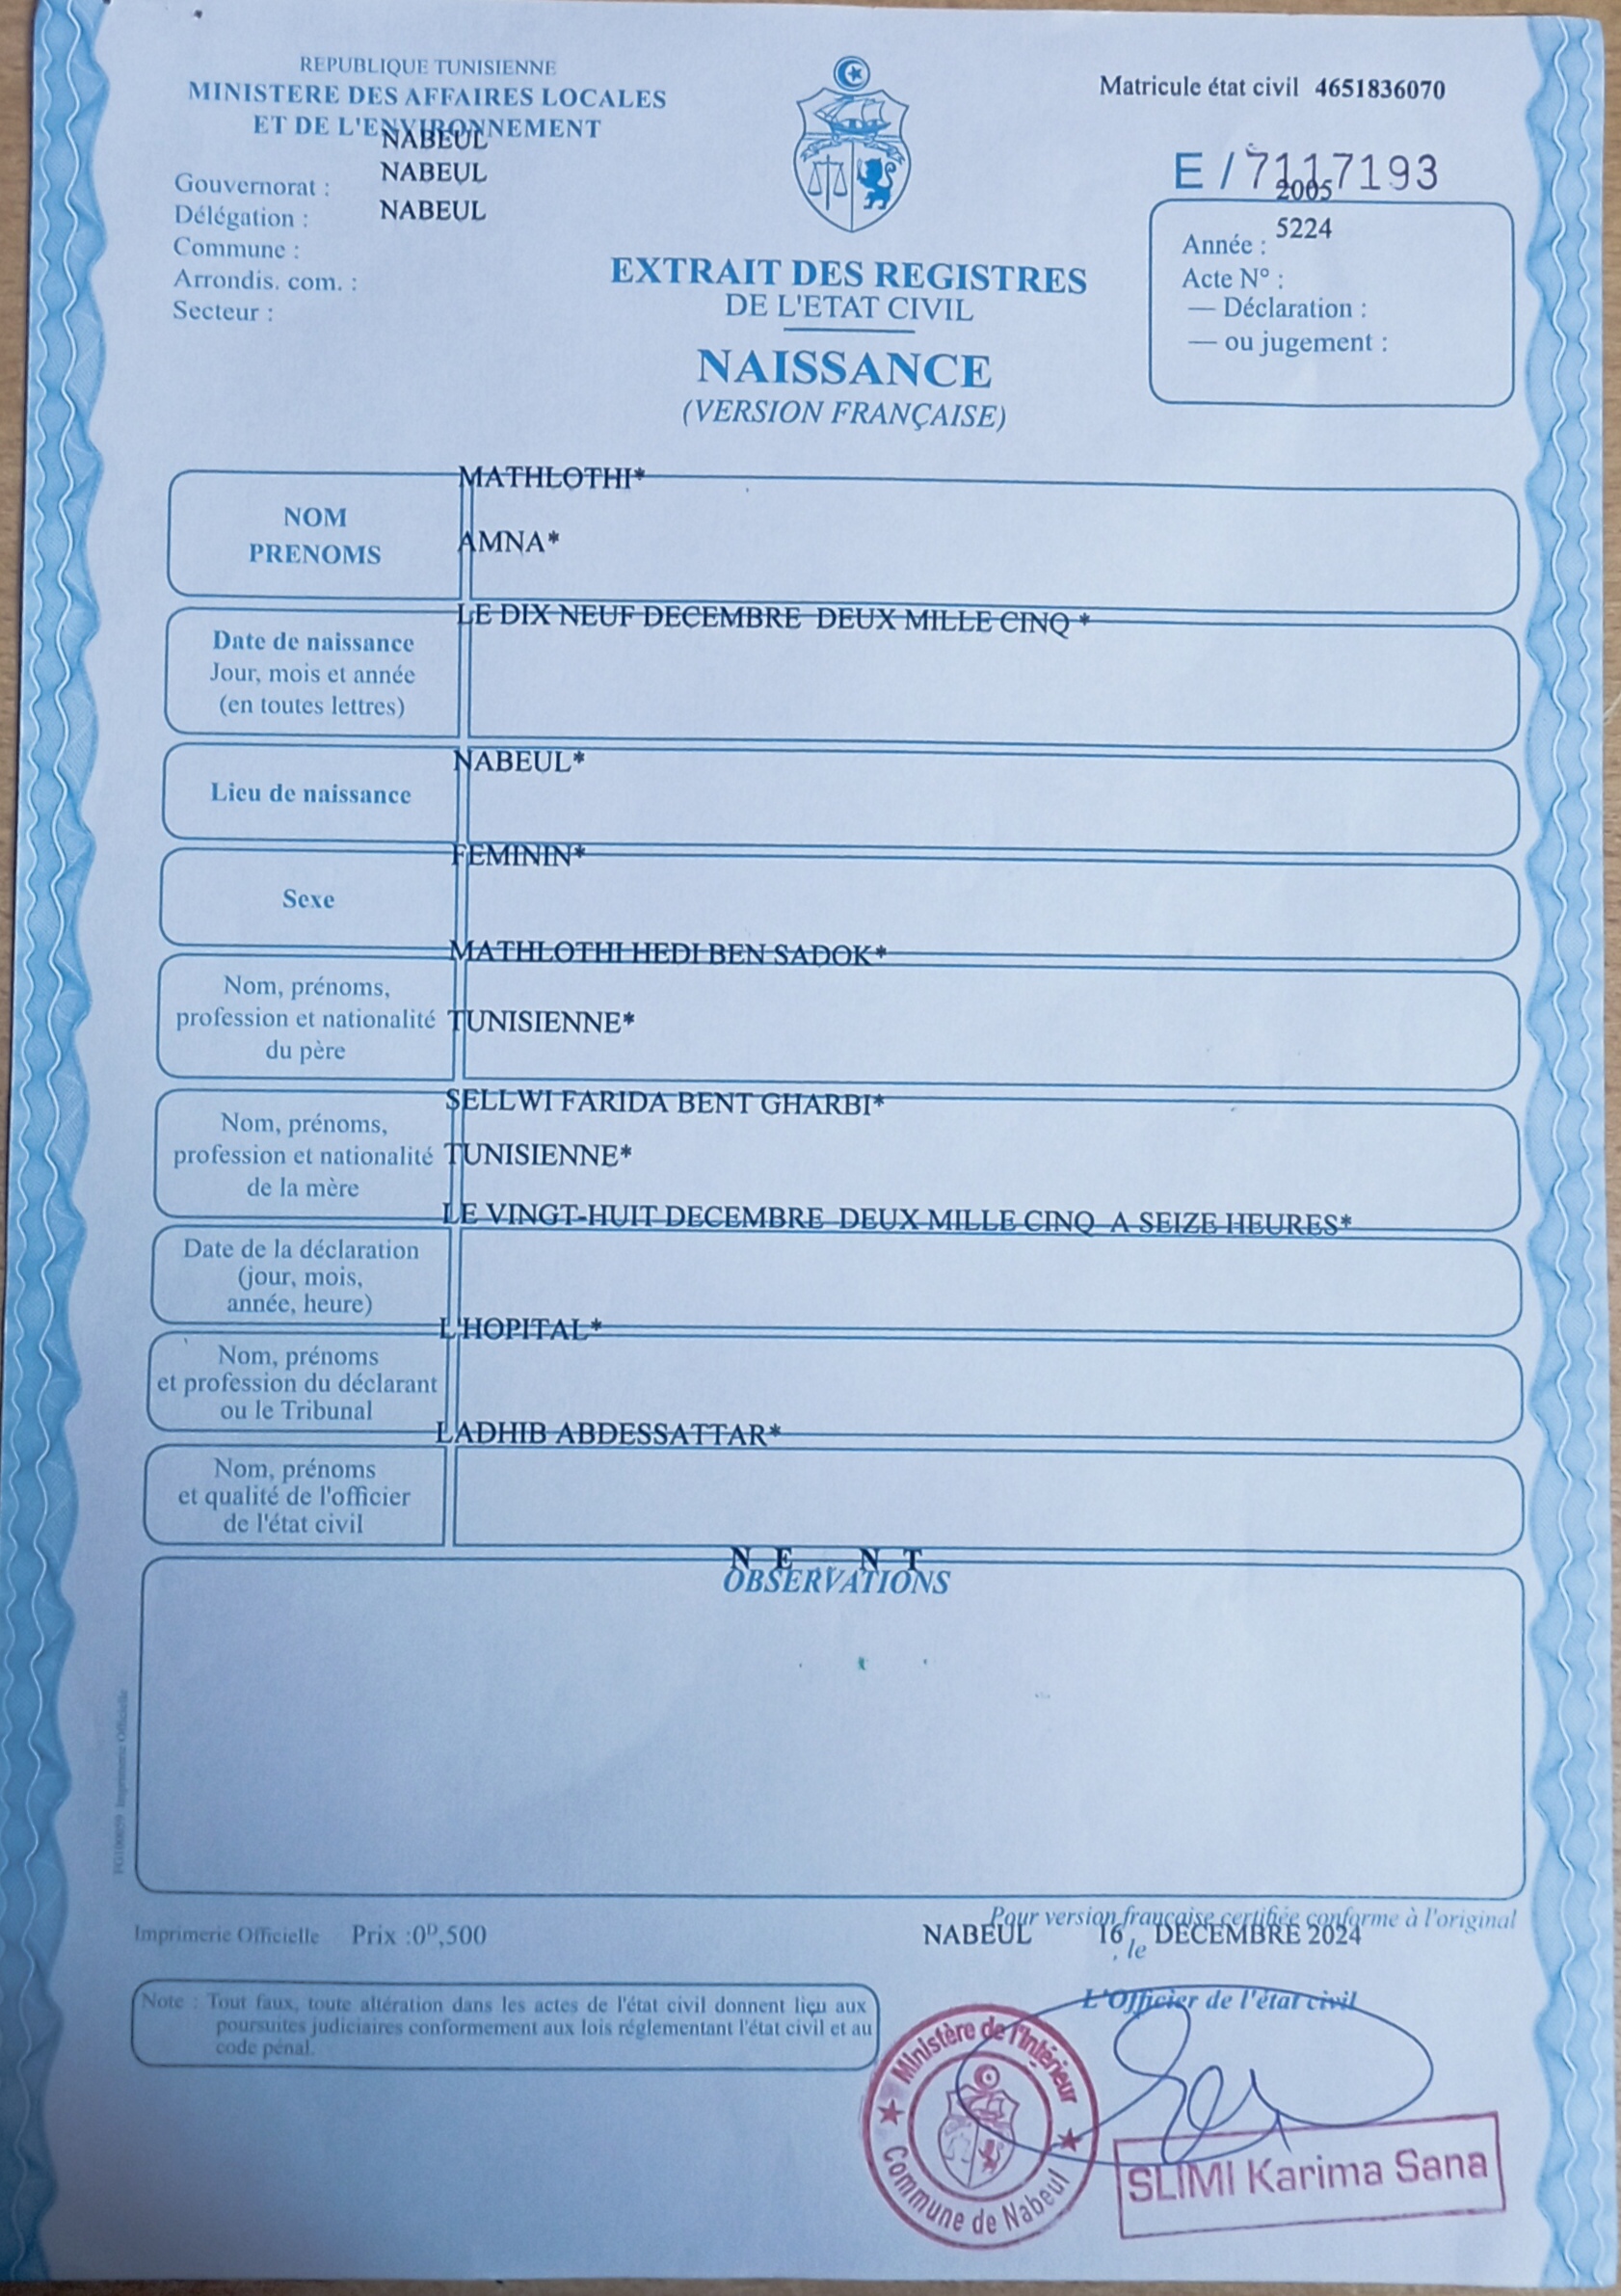 REPUBLIQUE TUNISIENNE
MINISTERE DES AFFAIRES LOCALES
ET DE L'ENVIRONNEMENT
NABEUL
Gouvernorat : NABEUL
Délégation : NABEUL
Commune :
Arrondis. com. :
Secteur :
EXTRAIT DES REGISTRES
DE L'ETAT CIVIL
NAISSANCE
(VERSION FRANÇAISE)
Matricule état civil 4651836070
E / 7117193
2005
Année : 5224
Acte N° :
— Déclaration :
— ou jugement :
MATHLOTHI*
NOM
PRENOMS
AMNA*
LE DIX NEUF DECEMBRE DEUX MILLE CINQ *
Date de naissance
Jour, mois et année
(en toutes lettres)
NABEUL*
Lieu de naissance
FEMININ*
Sexe
MATHLOTHI HEDI BEN SADOK*
Nom, prénoms,
profession et nationalité TUNISIENNE*
du père
SELLWI FARIDA BENT GHARBI*
Nom, prénoms,
profession et nationalité TUNISIENNE*
de la mère
LE VINGT-HUIT DECEMBRE DEUX MILLE CINQ A SEIZE HEURES*
Date de la déclaration
(jour, mois,
année, heure)
L'HOPITAL*
Nom, prénoms
et profession du déclarant
ou le Tribunal
LADHIB ABDESSATTAR*
Nom, prénoms
et qualité de l'officier
de l'état civil
N E N T
OBSERVATIONS
Imprimerie Officielle
Imprimerie Officielle Prix :0ᴰ,500
Pour version française certifiée conforme à l'original
NABEUL 16 DECEMBRE 2024
, le
Note : Tout faux, toute altération dans les actes de l'état civil donnent lieu aux
poursuites judiciaires conformement aux lois réglementant l'état civil et au
code pénal.
L'Officier de l'état civil
Ministère de l'Intérieur
Commune de Nabeul
SLIMI Karima Sana